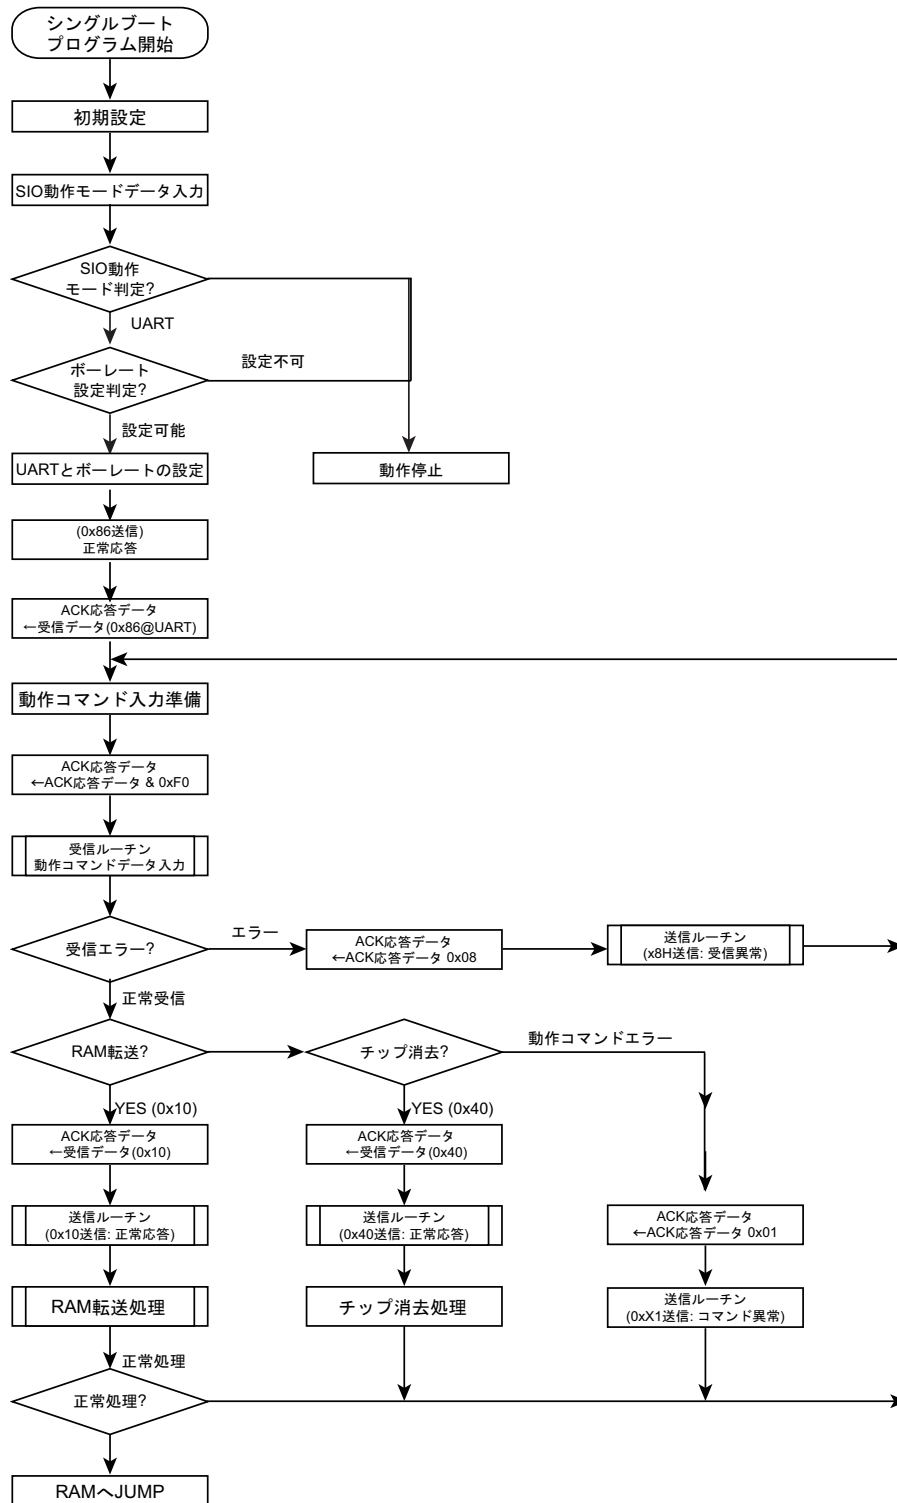 シングルブート
プログラム開始
初期設定
SIO動作モードデータ入力
SIO動作
モード判定?
UART
ボーレート
設定判定?
設定不可
設定可能
UARTとボーレートの設定
動作停止
(0x86送信)
正常応答
ACK応答データ
←受信データ(0x86@UART)
動作コマンド入力準備
ACK応答データ
←ACK応答データ & 0xF0
受信ルーチン
動作コマンドデータ入力
受信エラー?
エラー
ACK応答データ
←ACK応答データ 0x08
送信ルーチン
(x8H送信: 受信異常)
正常受信
RAM転送?
チップ消去?
動作コマンドエラー
YES (0x10)
YES (0x40)
ACK応答データ
←受信データ(0x10)
ACK応答データ
←受信データ(0x40)
送信ルーチン
(0x10送信: 正常応答)
送信ルーチン
(0x40送信: 正常応答)
ACK応答データ
←ACK応答データ 0x01
RAM転送処理
チップ消去処理
送信ルーチン
(0xX1送信: コマンド異常)
正常処理
正常処理?
RAMへJUMP